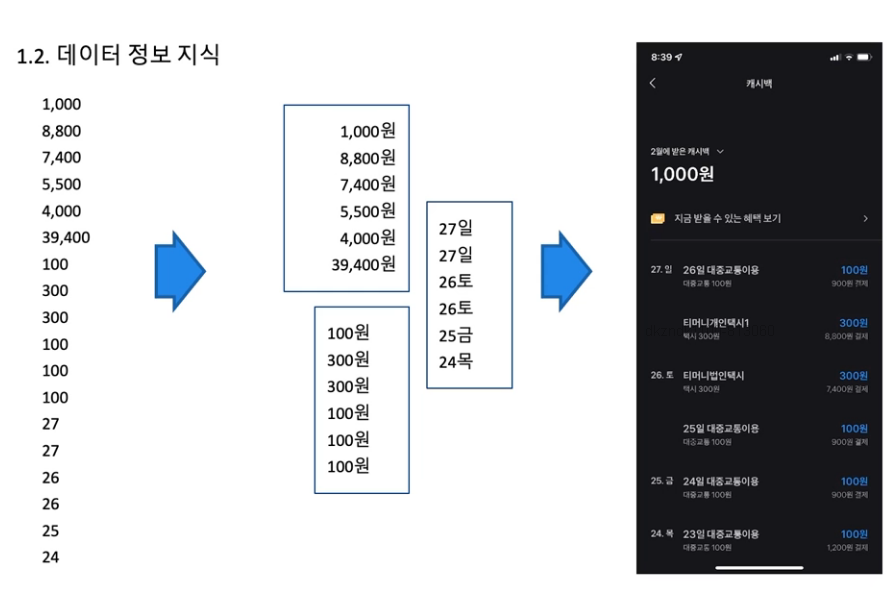 1.2. 데이터 정보 지식
1,000
8,800
7,400
5,500
4,000
39,400
100
300
300
100
100
100
27
27
26
26
25
24
1,000원
8,800원
7,400원
5,500원
4,000원
39,400원
100원
300원
300원
100원
100원
100원
27일
27일
26토
26토
25금
24목
8:39
캐시백
2월에 받은 캐시백
1,000원
지금 받을 수 있는 혜택 보기
27. 일 26일 대중교통이용 100원
대중교통 100원 900원 결제
티머니개인택시1 300원
택시 300원 8,800원 결제
26. 토 티머니법인택시 300원
택시 300원 7,400원 결제
25일 대중교통이용 100원
대중교통 100원 900원 결제
25. 금 24일 대중교통이용 100원
대중교통 100원 900원 결제
24. 목 23일 대중교통이용 100원
대중교통 100원 1,200원 결제